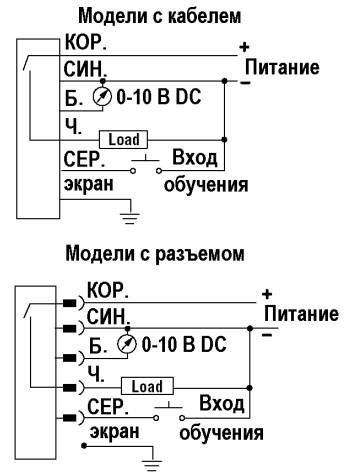 Модели с кабелем
КОР.
+
СИН.
Питание
–
Б.
0-10 В DC
Ч.
Load
СЕР.
Вход
экран
обучения
Модели с разъемом
КОР.
+
СИН.
Питание
–
Б.
0-10 В DC
Ч.
Load
СЕР.
Вход
экран
обучения